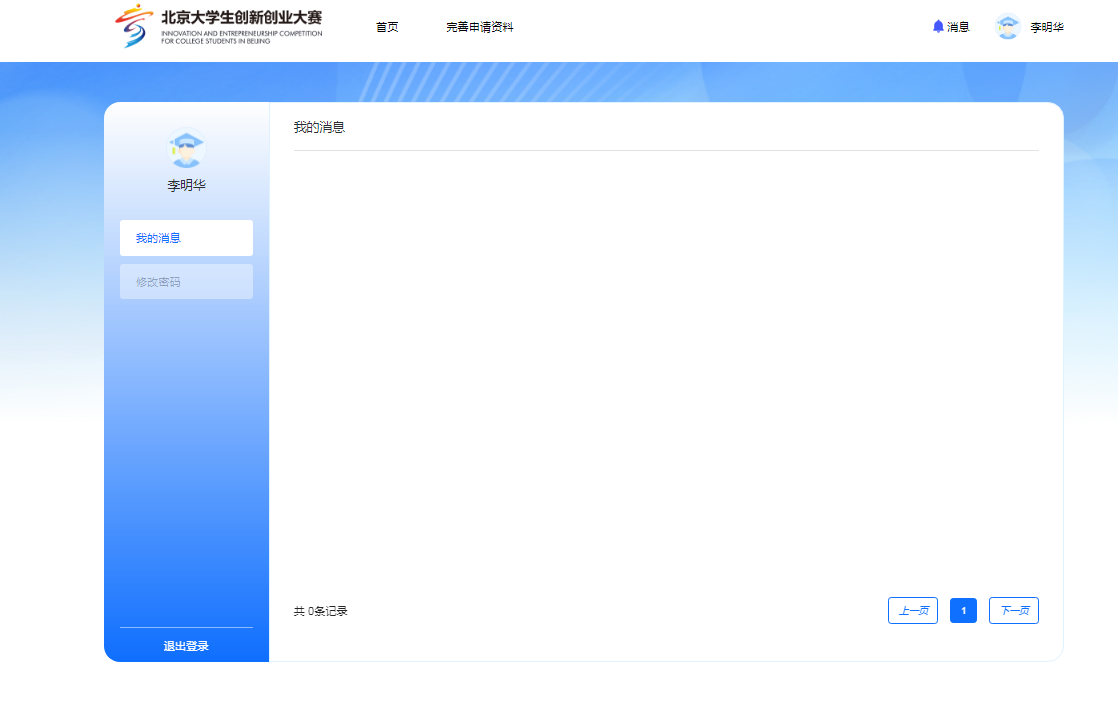 北京大学生创新创业大赛
INNOVATION AND ENTREPRENEURSHIP COMPETITION
FOR COLLEGE STUDENTS IN BEIJING
首页
完善申请资料
消息
李明华
李明华
我的消息
修改密码
退出登录
我的消息
共 0条记录
上一页
1
下一页